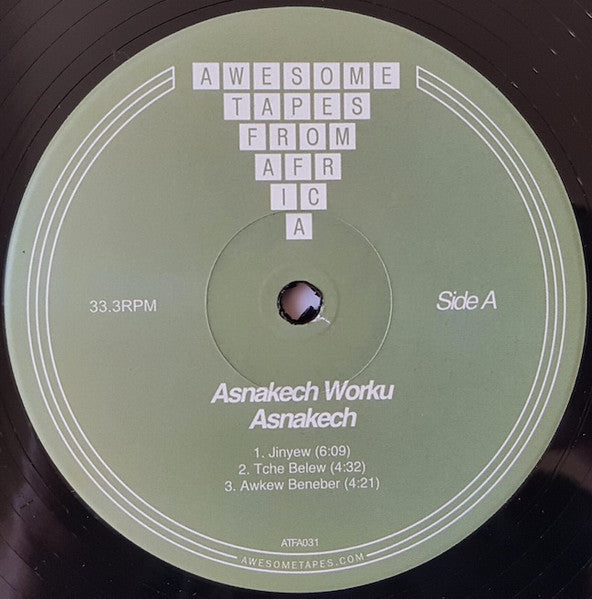 AWESOME
TAPES
FROM
AFR
IC
A
33.3RPM
Side A
Asnakech Worku
Asnakech
1. Jinyew (6:09)
2. Tche Belew (4:32)
3. Awkew Beneber (4:21)
ATFA031
AWESOMETAPES.COM